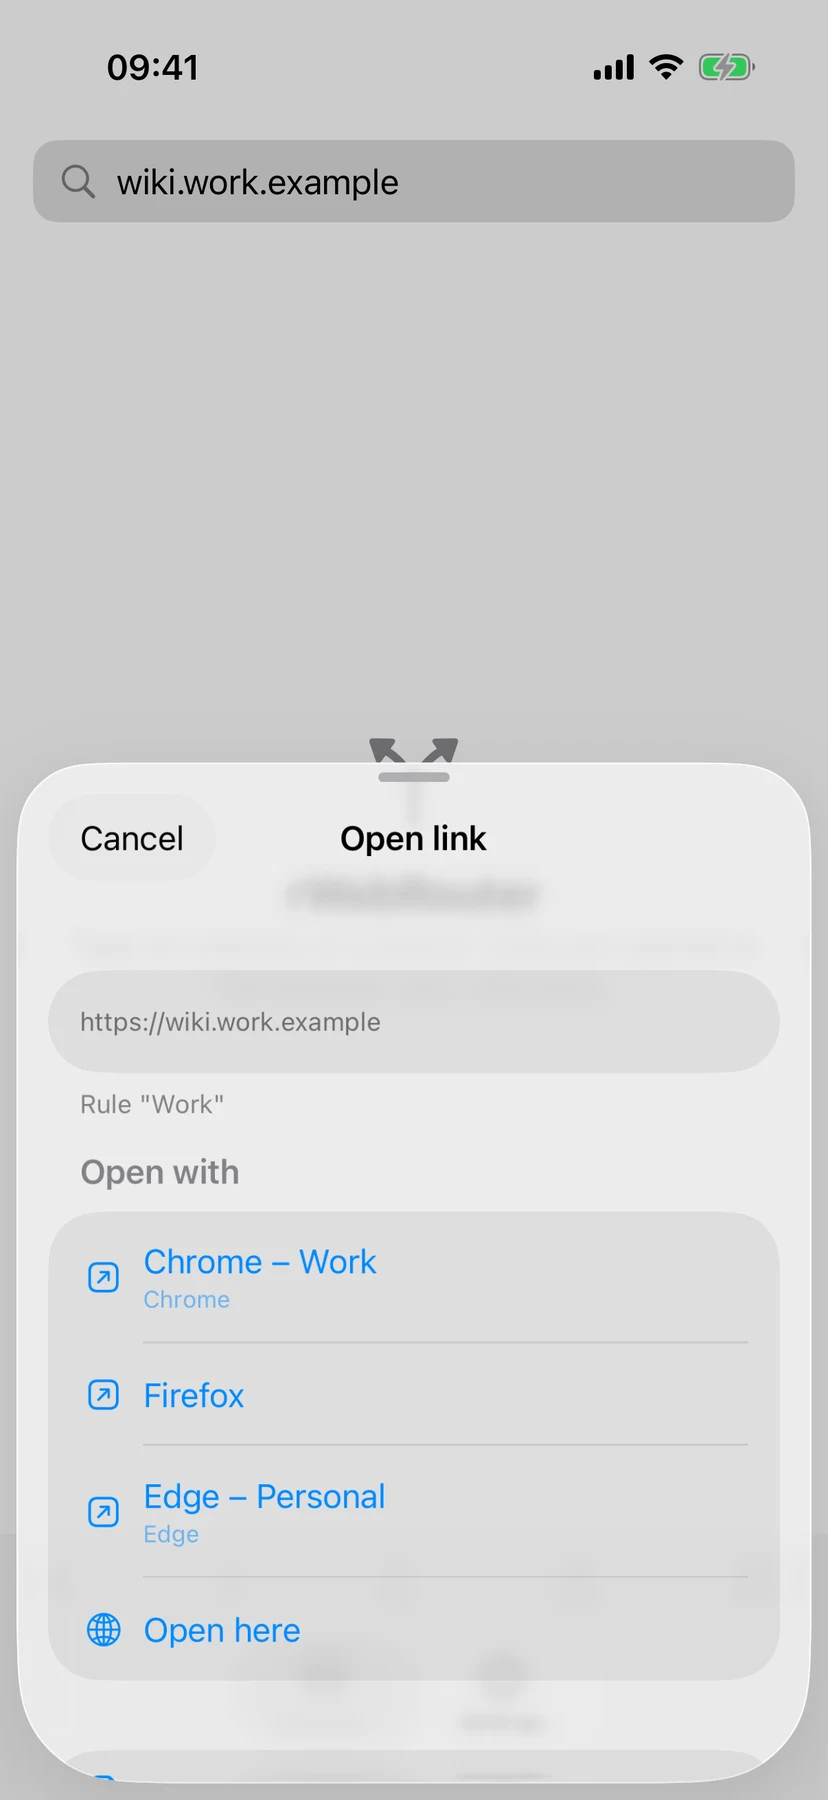 09:41
wiki.work.example
Cancel
Open link
https://wiki.work.example
Rule "Work"
Open with
Chrome – Work
Chrome
Firefox
Edge – Personal
Edge
Open here